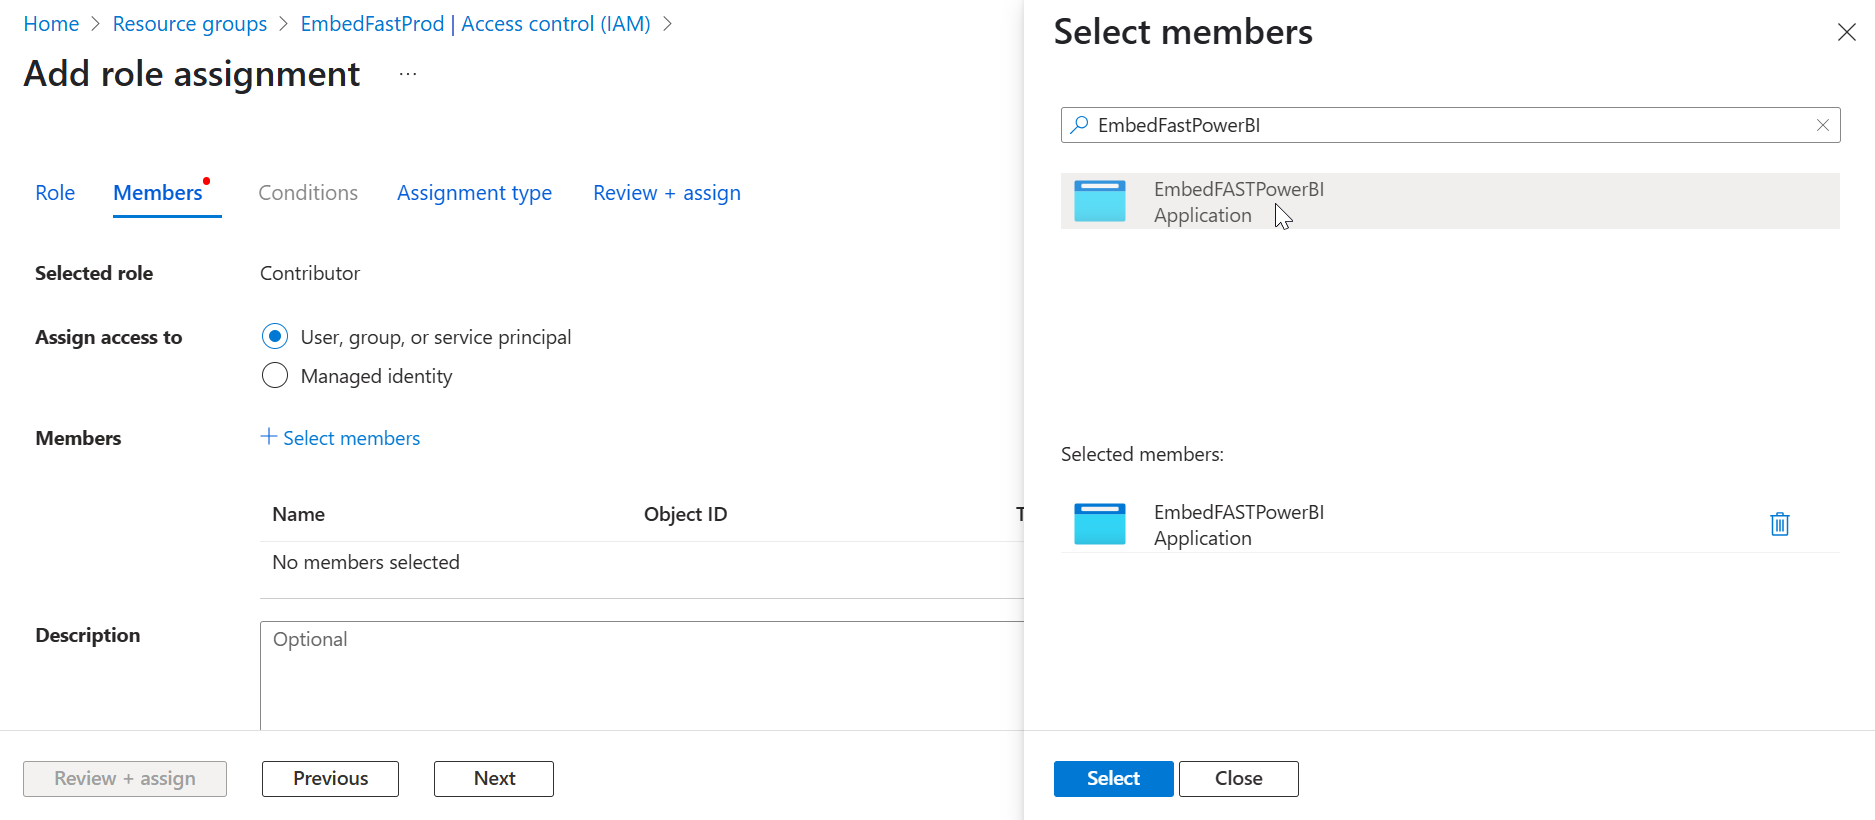 Home > Resource groups > EmbedFastProd | Access control (IAM) >
Add role assignment ...
Role Members Conditions Assignment type Review + assign
Selected role Contributor
Assign access to User, group, or service principal
Managed identity
Members + Select members
Name Object ID T
No members selected
Description Optional
Review + assign Previous Next
Select members
EmbedFastPowerBI
EmbedFASTPowerBI
Application
Selected members:
EmbedFASTPowerBI
Application
Select Close